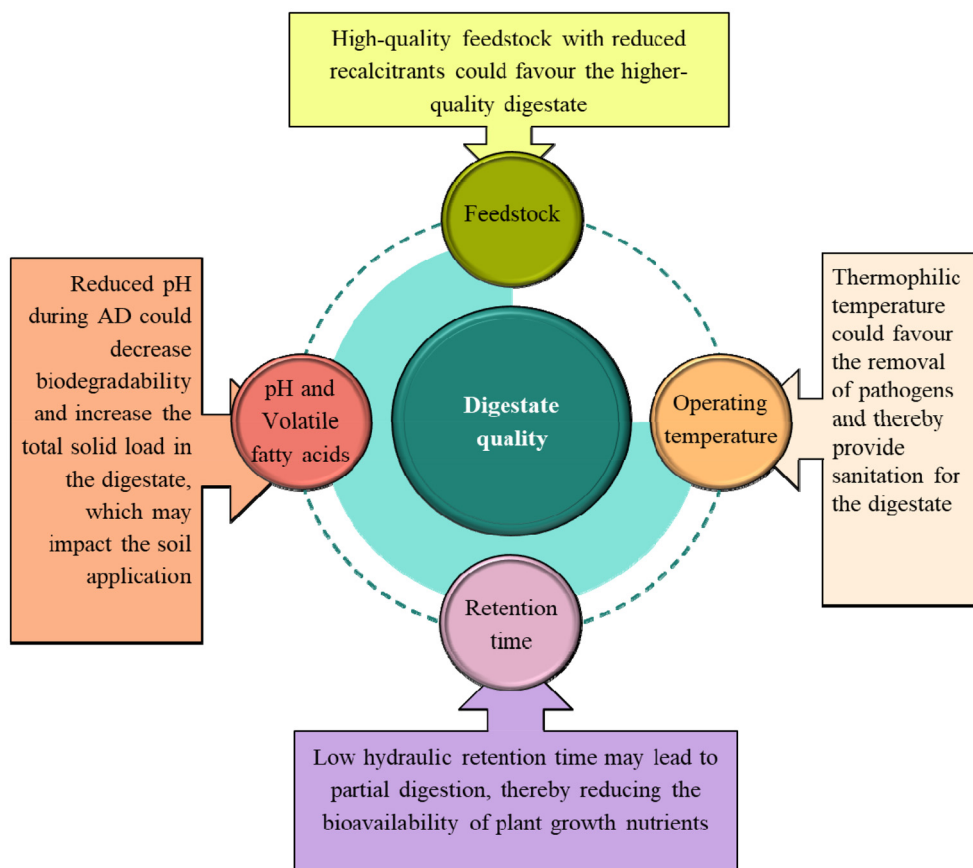 High-quality feedstock with reduced
recalcitrants could favour the higher-
quality digestate
Feedstock
Reduced pH
during AD could
decrease
biodegradability
and increase the
total solid load in
the digestate,
which may
impact the soil
application
pH and
Volatile
fatty acids
Digestate
quality
Operating
temperature
Thermophilic
temperature
could favour
the removal
of pathogens
and thereby
provide
sanitation for
the digestate
Retention
time
Low hydraulic retention time may lead to
partial digestion, thereby reducing the
bioavailability of plant growth nutrients